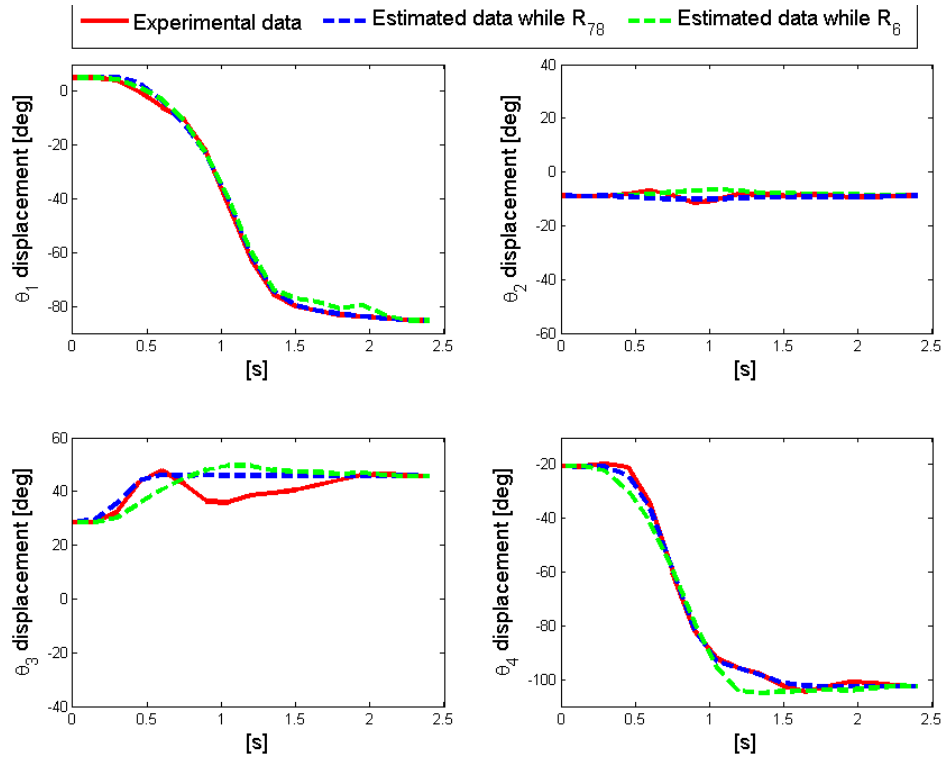 Experimental data Estimated data while R78 Estimated data while R6
θ1 displacement [deg]
0
-20
-40
-60
-80
0 0.5 1 1.5 2 2.5
[s]
θ2 displacement [deg]
40
20
0
-20
-40
-60
0 0.5 1 1.5 2 2.5
[s]
θ3 displacement [deg]
60
40
20
0
-20
-40
0 0.5 1 1.5 2 2.5
[s]
θ4 displacement [deg]
-20
-40
-60
-80
-100
0 0.5 1 1.5 2 2.5
[s]